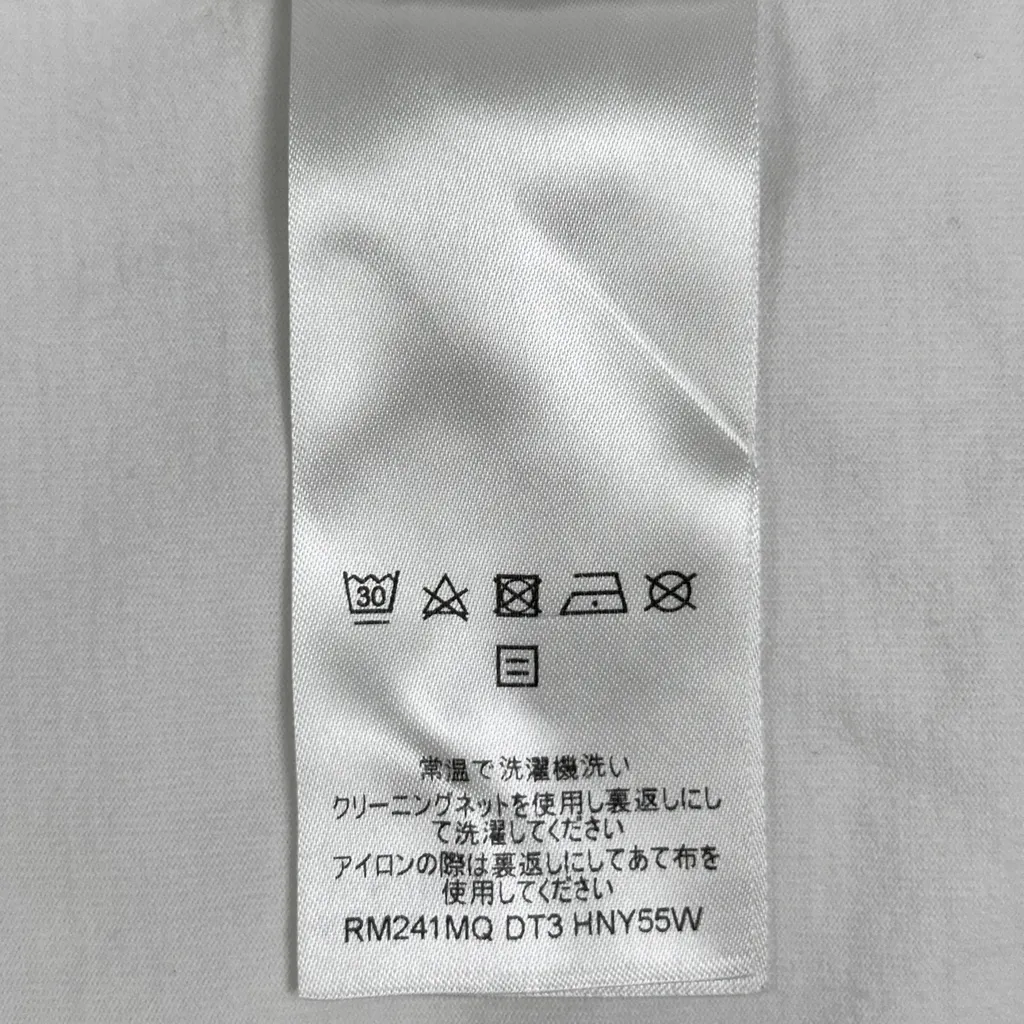 30
常温で洗濯機洗い
クリーニングネットを使用し裏返しにし
て洗濯してください
アイロンの際は裏返しにしてあて布を
使用してください
RM241MQ DT3 HNY55W